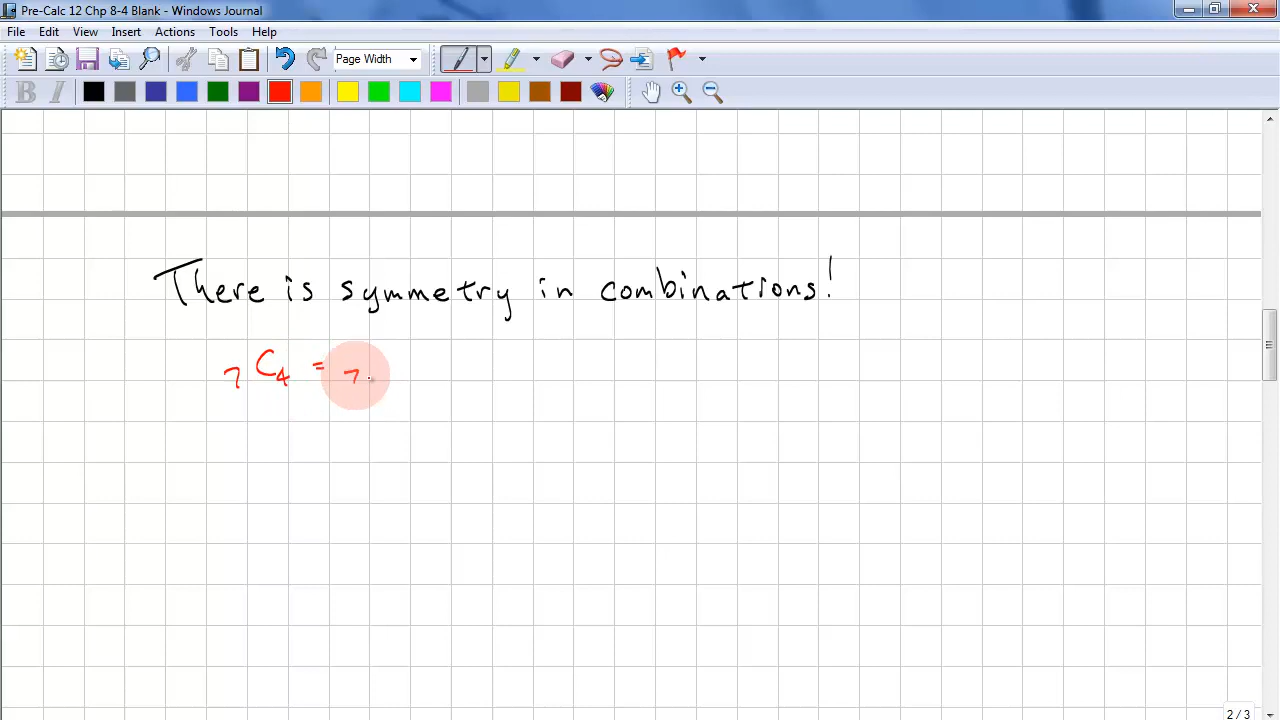 Pre-Calc 12 Chp 8-4 Blank - Windows Journal
File Edit View Insert Actions Tools Help
Page Width
B I
There is symmetry in combinations!
₇C₄ = ₇
2/3